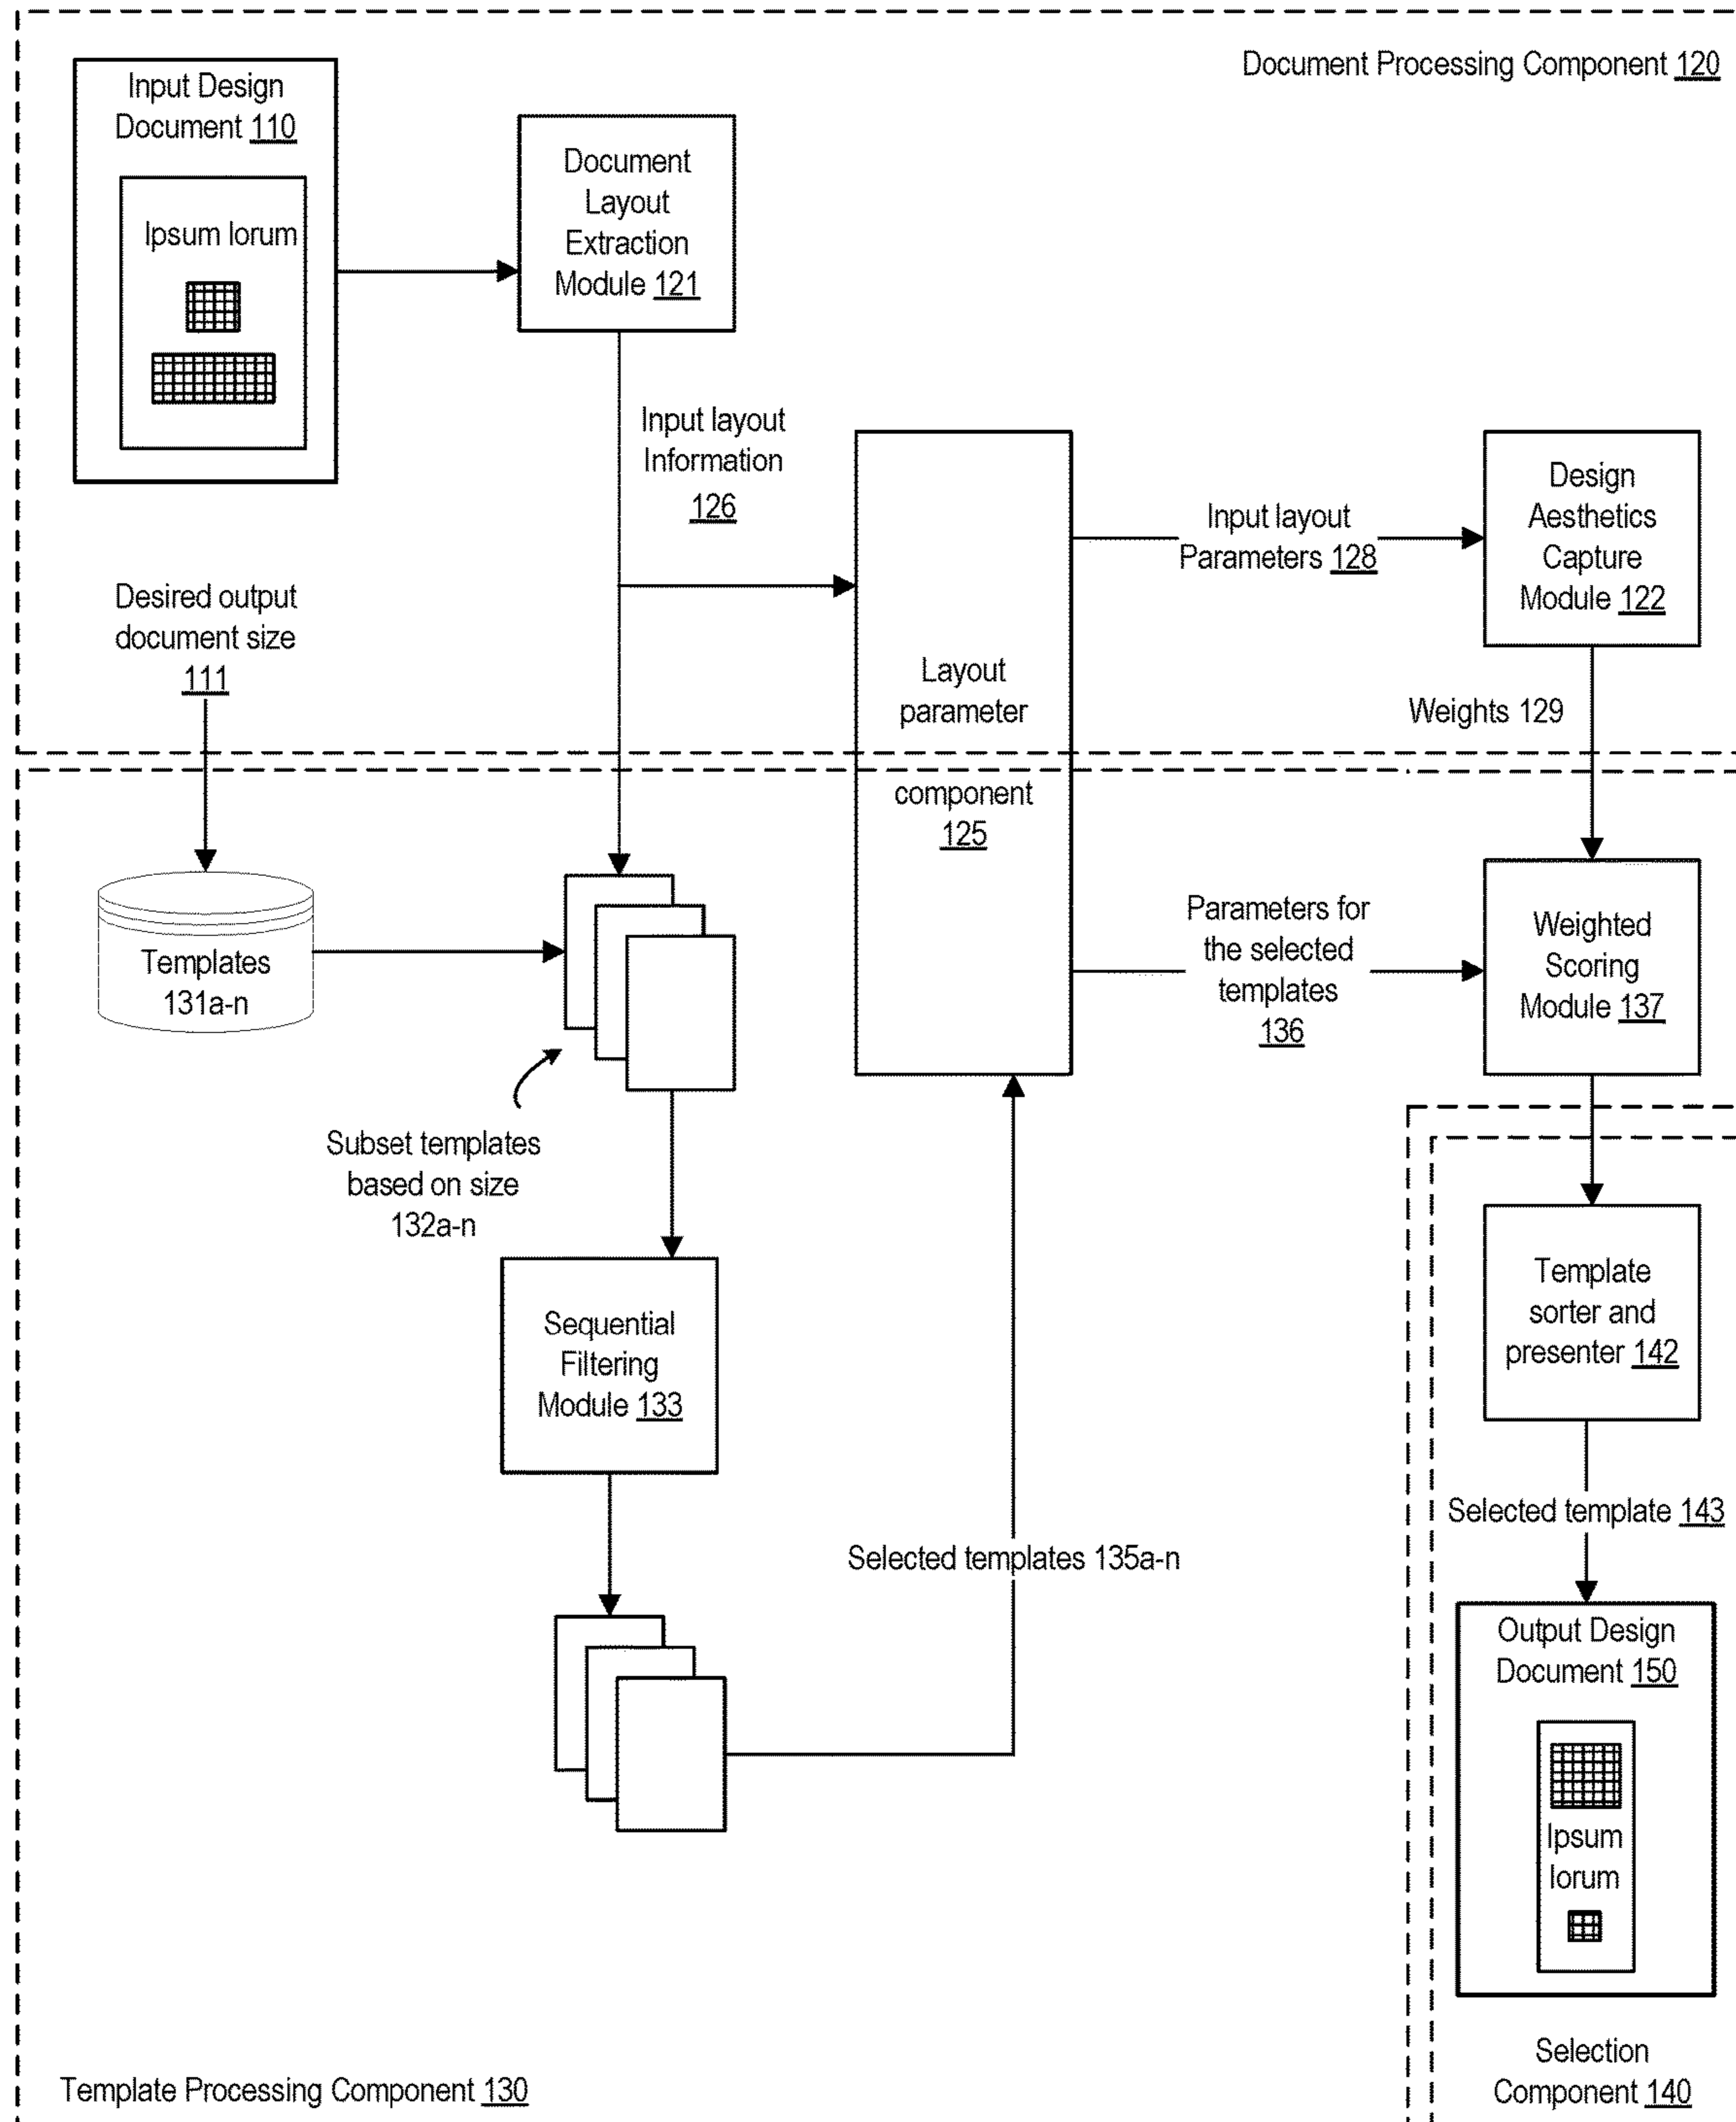 Document Processing Component 120
Input Design
Document 110
Ipsum lorum
Document
Layout
Extraction
Module 121
Input layout
Information
126
Desired output
document size
111
Layout
parameter
component
125
Input layout
Parameters 128
Design
Aesthetics
Capture
Module 122
Weights 129
Templates
131a-n
Subset templates
based on size
132a-n
Parameters for
the selected
templates
136
Weighted
Scoring
Module 137
Sequential
Filtering
Module 133
Selected templates 135a-n
Template
sorter and
presenter 142
Selected template 143
Output Design
Document 150
Ipsum
lorum
Selection
Component 140
Template Processing Component 130